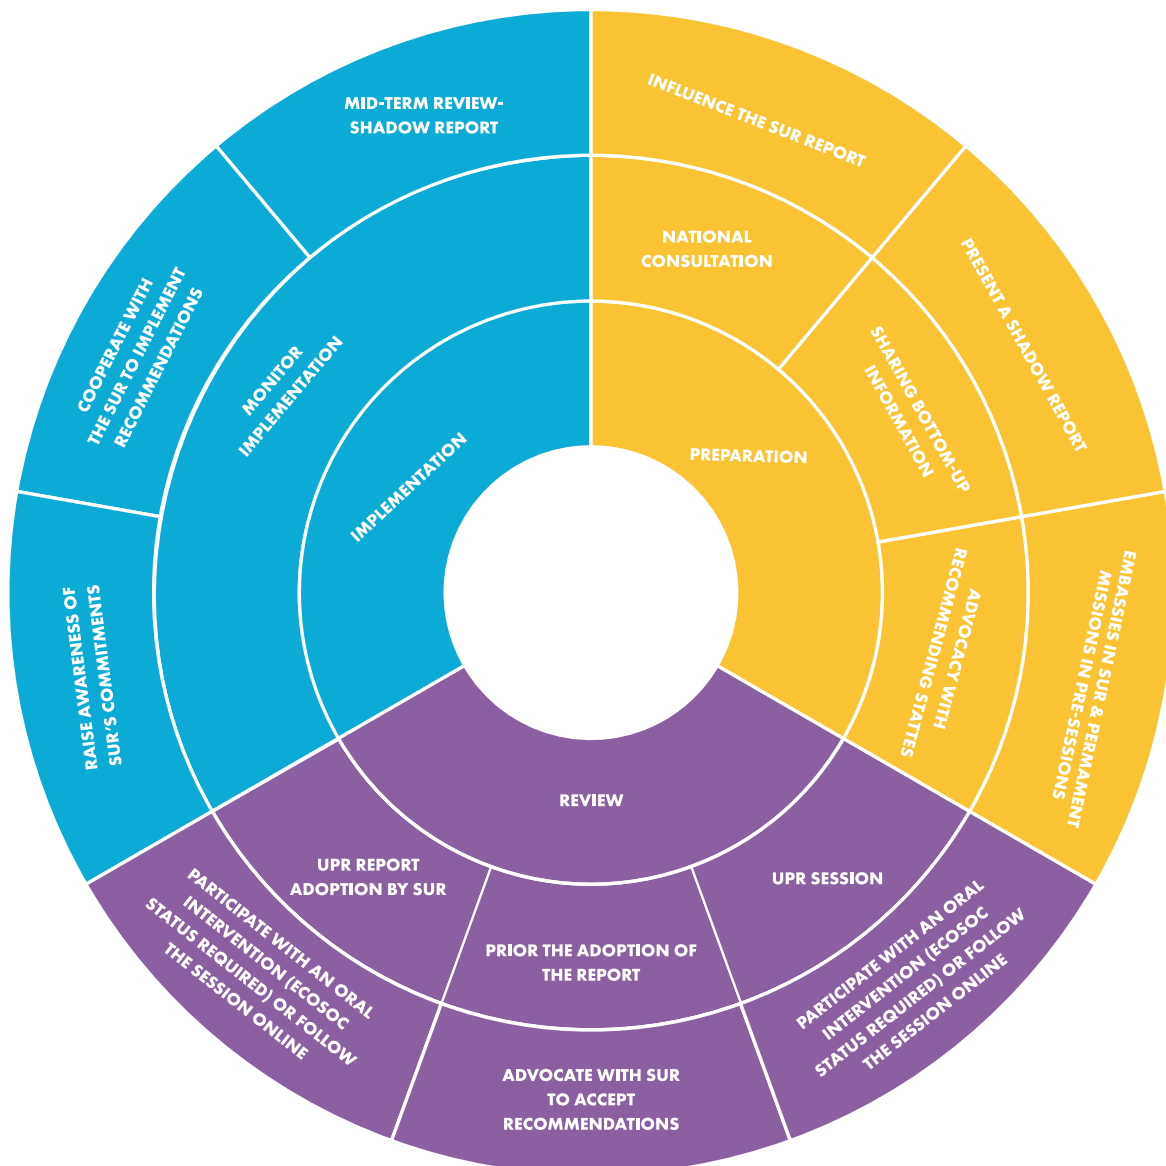 INFLUENCE THE SUR REPORT
NATIONAL
CONSULTATION
PRESENT A SHADOW REPORT
SHARING BOTTOM-UP
INFORMATION
PREPARATION
ADVOCACY WITH
RECOMMENDING STATTES
EMBASSIES IN SUR & PERMAMENT
MISSIONS IN PRE-SESSIONS
REVIEW
UPR SESSION
PARTICIPATE WITH AN ORAL
INTERVENTION (ECOSOC
STATUS REQUIRED) OR FOLLOW
THE SESSION ONLINE
PRIOR THE ADOPTION OF
THE REPORT
ADVOCATE WITH SUR
TO ACCEPT
RECOMMENDATIONS
UPR REPORT
ADOPTION BY SUR
PARTICIPATE WITH AN ORAL
INTERVENTION (ECOSOC
STATUS REQUIRED) OR FOLLOW
THE SESSION ONLINE
IMPLEMENTATION
MONITOR
IMPLEMENTATION
RAISE AWARENESS OF
SUR'S COMMITMENTS
COOPERATE WITH
THE SUR TO IMPLEMENT
RECOMMENDATIONS
MID-TERM REVIEW-
SHADOW REPORT